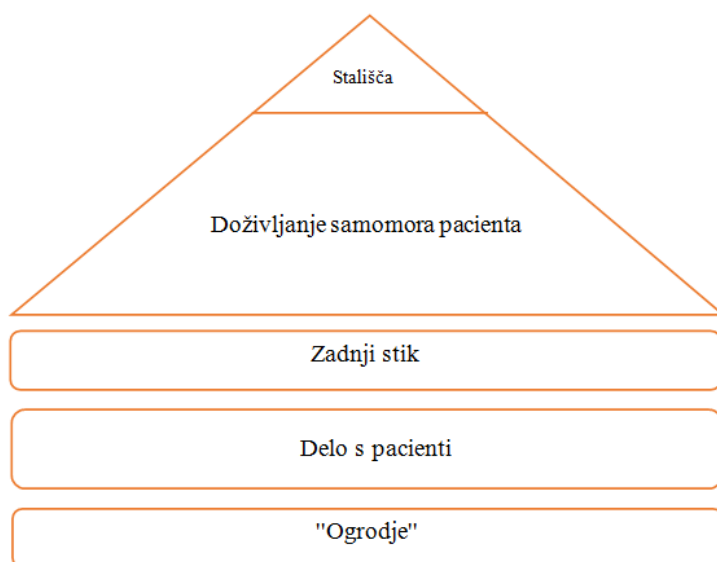 Stališča
Doživljanje samomora pacienta
Zadnji stik
Delo s pacienti
"Ogrodje"